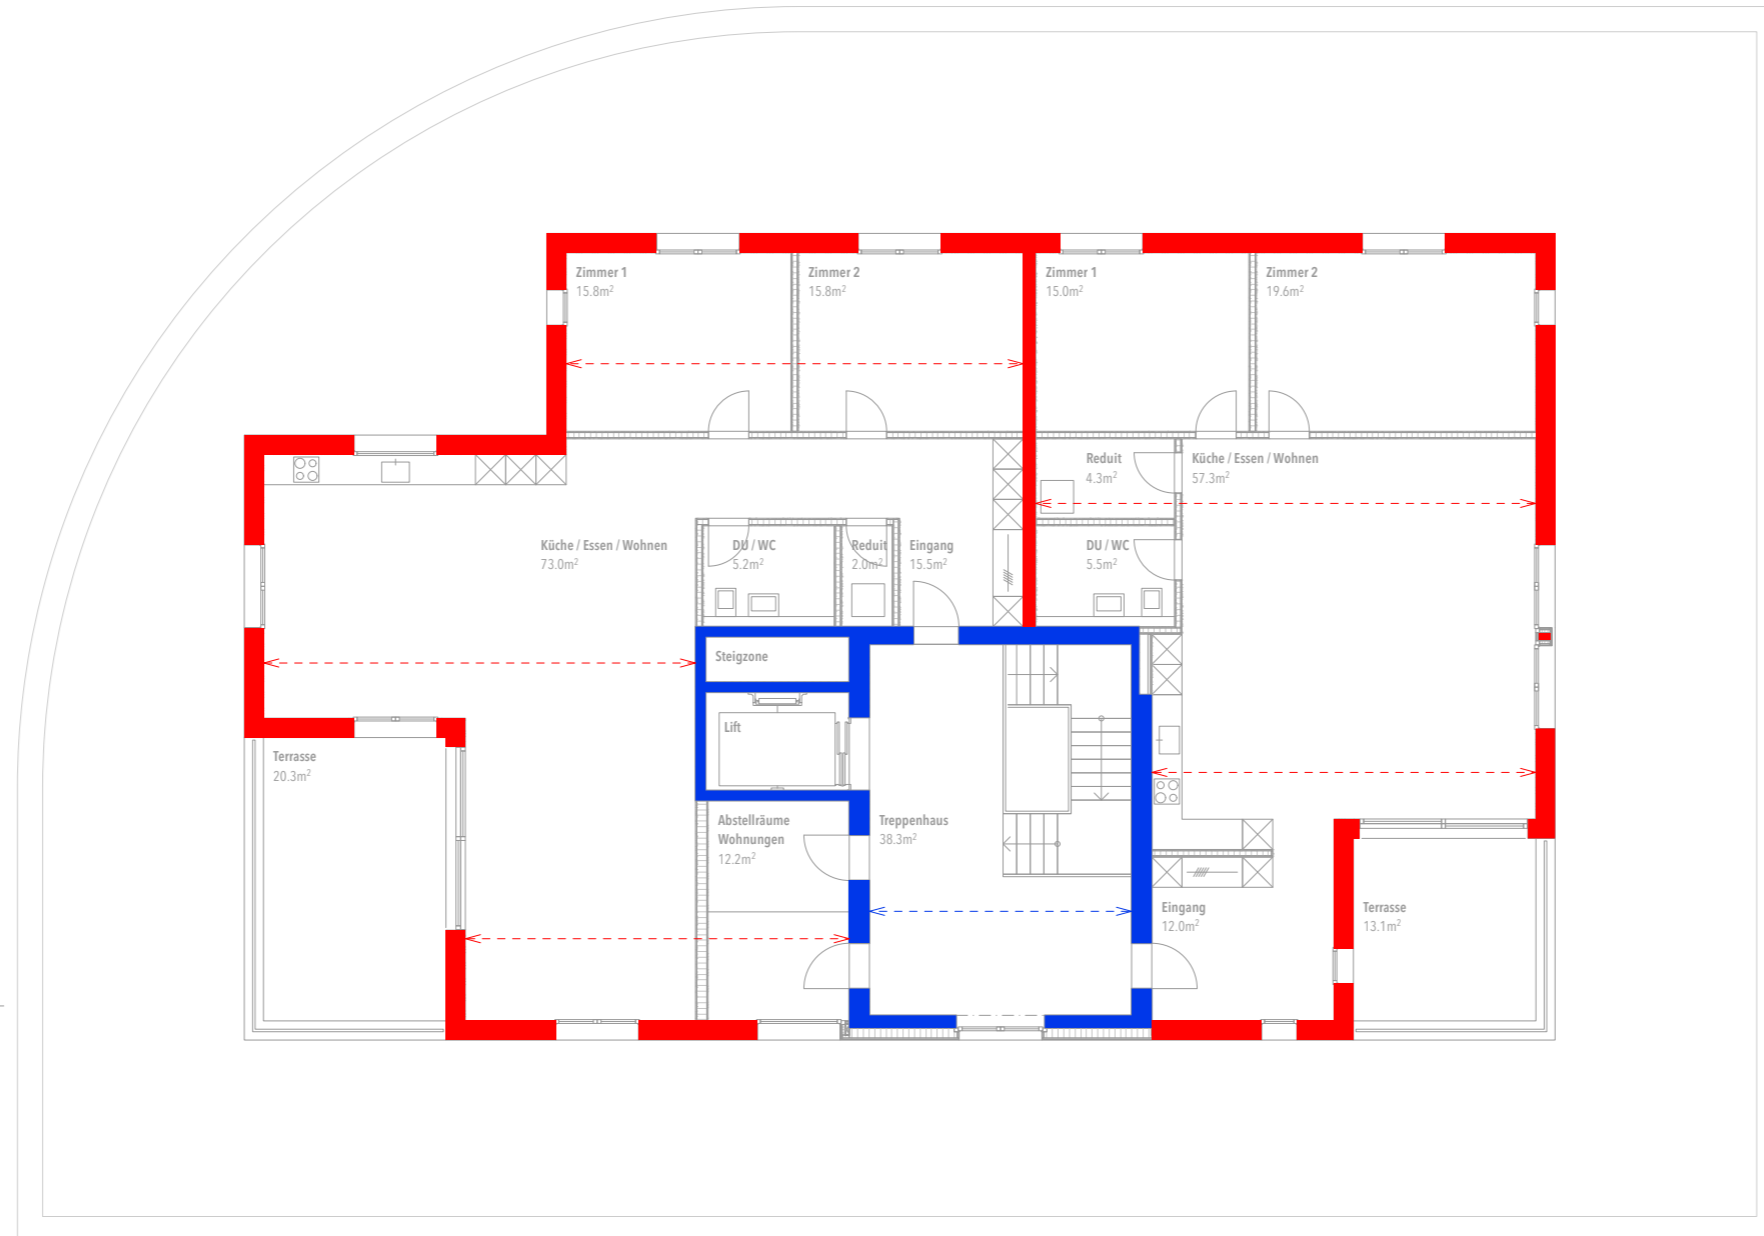 Zimmer 1
15.8m²
Zimmer 2
15.8m²
Zimmer 1
15.0m²
Zimmer 2
19.6m²
Reduit
4.3m²
Küche / Essen / Wohnen
57.3m²
Küche / Essen / Wohnen
73.0m²
DU / WC
5.2m²
Reduit
2.0m²
Eingang
15.5m²
DU / WC
5.5m²
Steigzone
Lift
Terrasse
20.3m²
Abstellräume
Wohnungen
12.2m²
Treppenhaus
38.3m²
Eingang
12.0m²
Terrasse
13.1m²